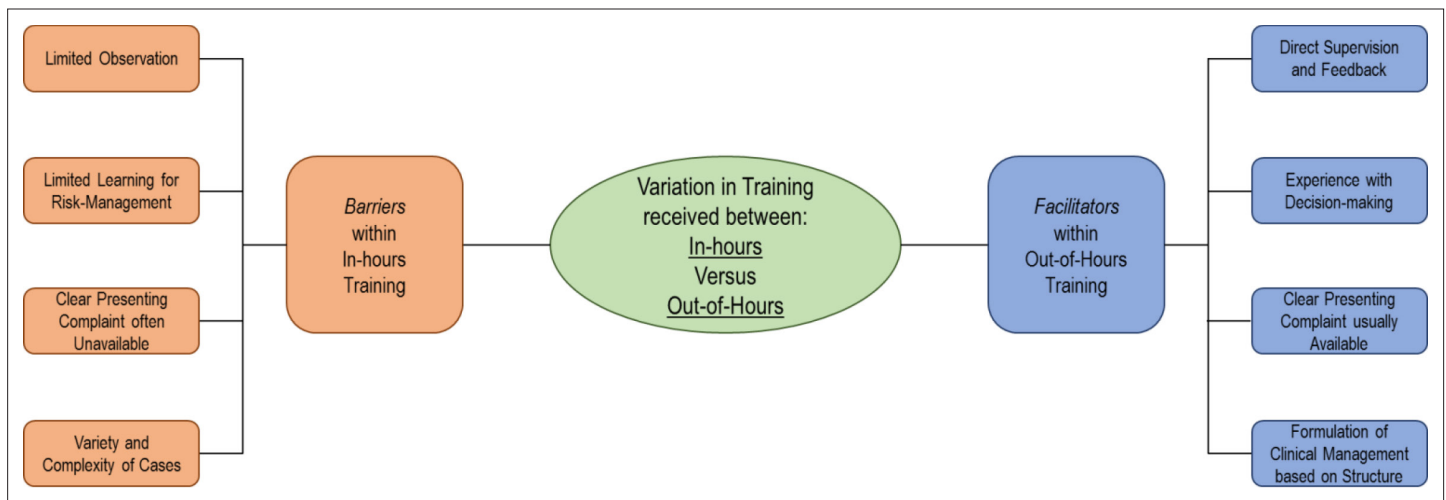 Limited Observation
Limited Learning for
Risk-Management
Clear Presenting
Complaint often
Unavailable
Variety and
Complexity of Cases
Barriers
within
In-hours
Training
Variation in Training
received between:
In-hours
Versus
Out-of-Hours
Facilitators
within
Out-of-Hours
Training
Direct Supervision
and Feedback
Experience with
Decision-making
Clear Presenting
Complaint usually
Available
Formulation of
Clinical Management
based on Structure